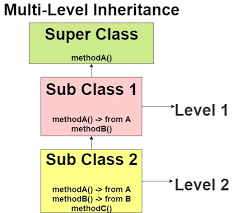 Multi-Level Inheritance
Super Class
methodA()
Sub Class 1
methodA() -> from A
methodB()
Level 1
Sub Class 2
methodA() -> from A
methodB() -> from B
methodC()
Level 2